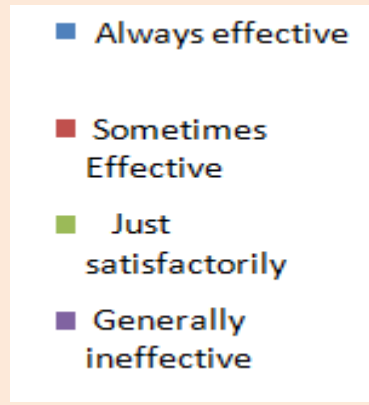 Always effective
Sometimes
Effective
Just
satisfactorily
Generally
ineffective